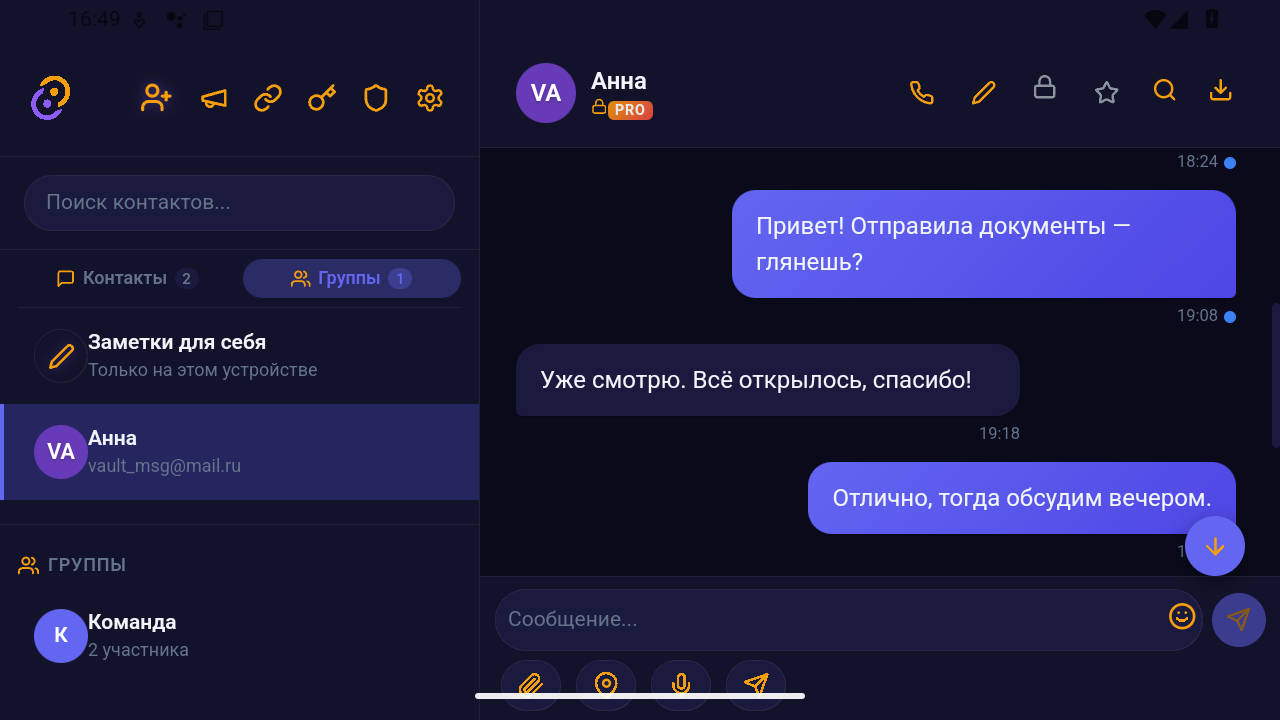 16:49
Поиск контактов...
Контакты 2
Группы 1
Заметки для себя
Только на этом устройстве
VA
Анна
vault_msg@mail.ru
ГРУППЫ
К
Команда
2 участника
VA
Анна
PRO
18:24
Привет! Отправила документы —
глянешь?
19:08
Уже смотрю. Всё открылось, спасибо!
19:18
Отлично, тогда обсудим вечером.
Сообщение...